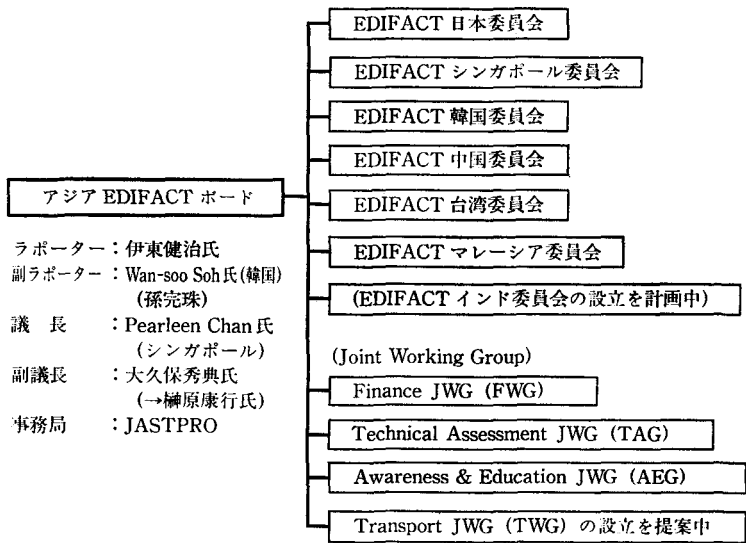 アジア EDIFACT ボード
ラポーター：伊東健治氏
副ラポーター：Wan-soo Soh 氏(韓国)
(孫完珠)
議 長 ：Pearleen Chan 氏
(シンガポール)
副議長 ：大久保秀典氏
(→榊原康行氏)
事務局 ：JASTPRO
EDIFACT 日本委員会
EDIFACT シンガポール委員会
EDIFACT 韓国委員会
EDIFACT 中国委員会
EDIFACT 台湾委員会
EDIFACT マレーシア委員会
(EDIFACT インド委員会の設立を計画中)
(Joint Working Group)
Finance JWG (FWG)
Technical Assessment JWG (TAG)
Awareness & Education JWG (AEG)
Transport JWG (TWG) の設立を提案中